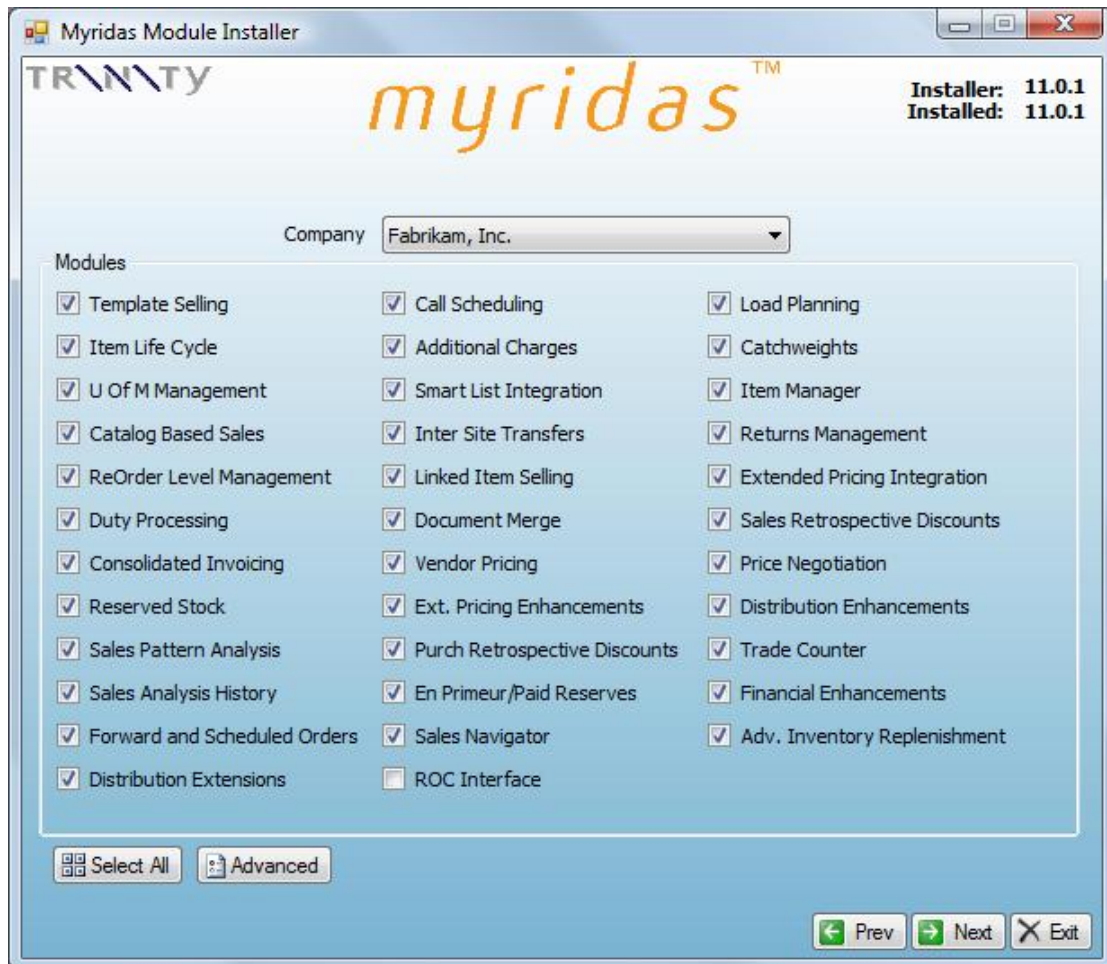 Myridas Module Installer
TRINITY
myridas™
Installer: 11.0.1
Installed: 11.0.1
Company Fabrikam, Inc.
Modules
Template Selling Call Scheduling Load Planning
Item Life Cycle Additional Charges Catchweights
U Of M Management Smart List Integration Item Manager
Catalog Based Sales Inter Site Transfers Returns Management
ReOrder Level Management Linked Item Selling Extended Pricing Integration
Duty Processing Document Merge Sales Retrospective Discounts
Consolidated Invoicing Vendor Pricing Price Negotiation
Reserved Stock Ext. Pricing Enhancements Distribution Enhancements
Sales Pattern Analysis Purch Retrospective Discounts Trade Counter
Sales Analysis History En Primeur/Paid Reserves Financial Enhancements
Forward and Scheduled Orders Sales Navigator Adv. Inventory Replenishment
Distribution Extensions ROC Interface
Select All Advanced
Prev Next Exit